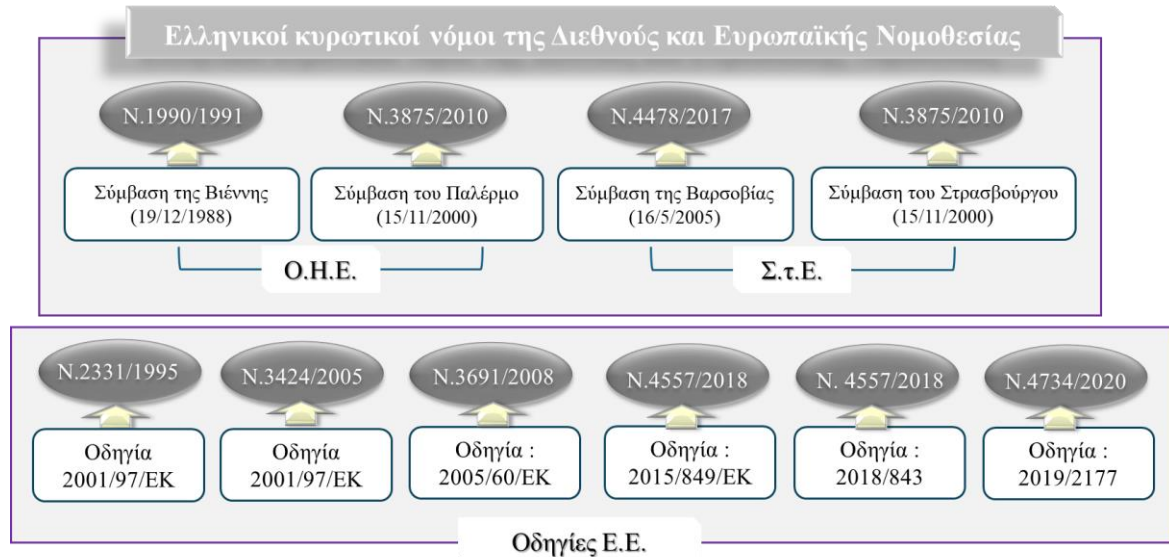 Ελληνικοί κυρωτικοί νόμοι της Διεθνούς και Ευρωπαϊκής Νομοθεσίας
Ν.1990/1991
Ν.3875/2010
Ν.4478/2017
Ν.3875/2010
Σύμβαση της Βιέννης
(19/12/1988)
Σύμβαση του Παλέρμο
(15/11/2000)
Σύμβαση της Βαρσοβίας
(16/5/2005)
Σύμβαση του Στρασβούργου
(15/11/2000)
Ο.Η.Ε.
Σ.τ.Ε.
Ν.2331/1995
Ν.3424/2005
Ν.3691/2008
Ν.4557/2018
Ν. 4557/2018
Ν.4734/2020
Οδηγία
2001/97/ΕΚ
Οδηγία
2001/97/ΕΚ
Οδηγία :
2005/60/ΕΚ
Οδηγία :
2015/849/ΕΚ
Οδηγία :
2018/843
Οδηγία :
2019/2177
Οδηγίες Ε.Ε.